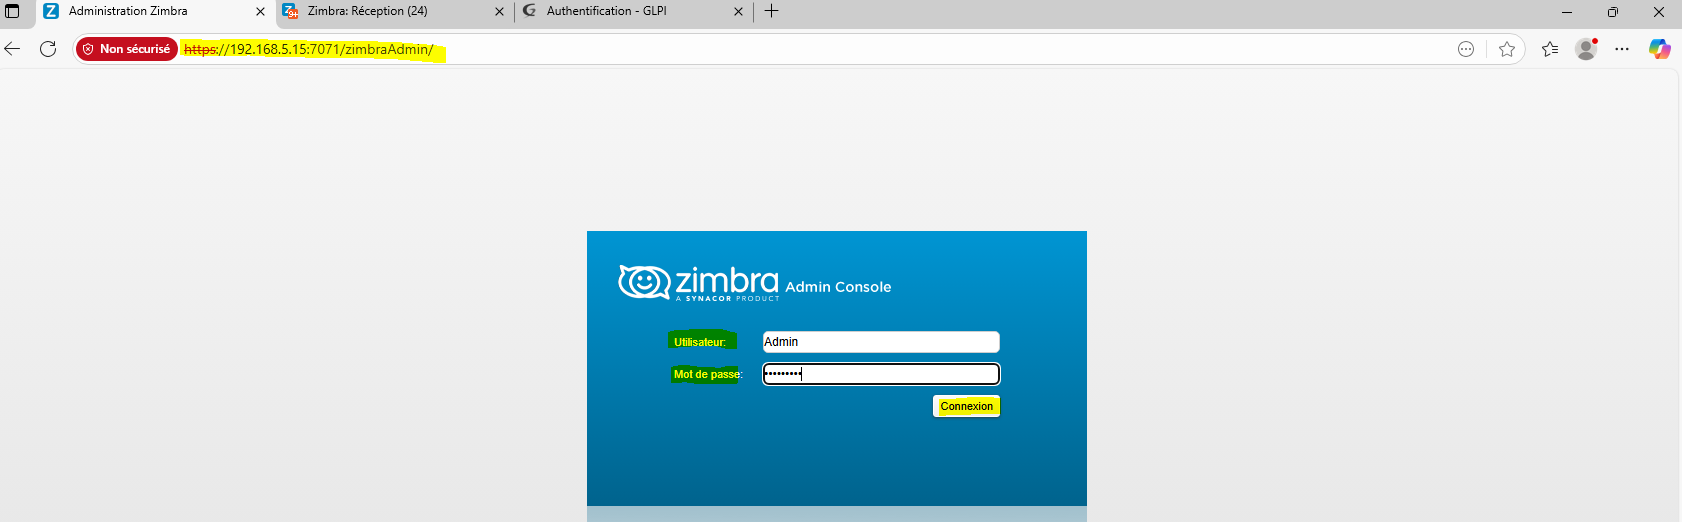 Administration Zimbra
Zimbra: Réception (24)
Authentification - GLPI
Non sécurisé https://192.168.5.15:7071/zimbraAdmin/
zimbra Admin Console
A SYNACOR PRODUCT
Utilisateur: Admin
Mot de passe: •••••••••
Connexion